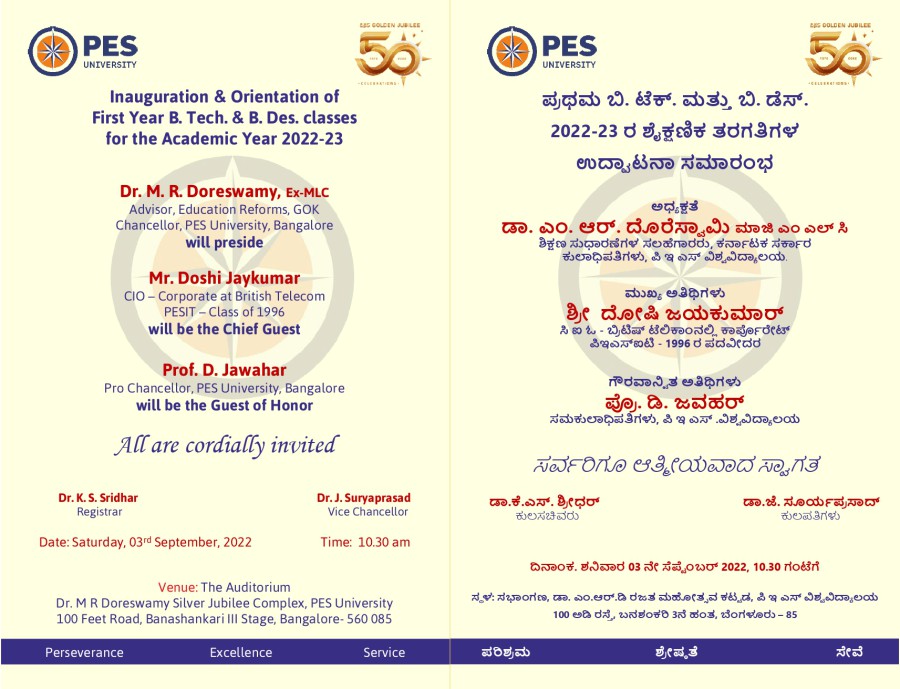 PES
UNIVERSITY
PES GOLDEN JUBILEE
50
CELEBRATIONS
Inauguration & Orientation of
First Year B. Tech. & B. Des. classes
for the Academic Year 2022-23
Dr. M. R. Doreswamy, Ex-MLC
Advisor, Education Reforms, GOK
Chancellor, PES University, Bangalore
will preside
Mr. Doshi Jaykumar
CIO – Corporate at British Telecom
PESIT – Class of 1996
will be the Chief Guest
Prof. D. Jawahar
Pro Chancellor, PES University, Bangalore
will be the Guest of Honor
All are cordially invited
Dr. K. S. Sridhar
Registrar
Dr. J. Suryaprasad
Vice Chancellor
Date: Saturday, 03rd September, 2022
Time: 10.30 am
Venue: The Auditorium
Dr. M R Doreswamy Silver Jubilee Complex, PES University
100 Feet Road, Banashankari III Stage, Bangalore- 560 085
Perseverance Excellence Service
PES
UNIVERSITY
PES GOLDEN JUBILEE
50
CELEBRATIONS
ಪ್ರಥಮ ಬಿ. ಟೆಕ್. ಮತ್ತು ಬಿ. ಡೆಸ್.
2022-23 ರ ಶೈಕ್ಷಣಿಕ ತರಗತಿಗಳ
ಉದ್ಘಾಟನಾ ಸಮಾರಂಭ
ಅಧ್ಯಕ್ಷತೆ
ಡಾ. ಎಂ. ಆರ್. ದೊರೆಸ್ವಾಮಿ ಮಾಜಿ ಎಂ ಎಲ್ ಸಿ
ಶಿಕ್ಷಣ ಸುಧಾರಣೆಗಳ ಸಲಹೆಗಾರರು, ಕರ್ನಾಟಕ ಸರ್ಕಾರ
ಕುಲಾಧಿಪತಿಗಳು, ಪಿ ಇ ಎಸ್ ವಿಶ್ವವಿದ್ಯಾಲಯ.
ಮುಖ್ಯ ಅತಿಥಿಗಳು
ಶ್ರೀ ದೋಷಿ ಜಯಕುಮಾರ್
ಸಿ ಐ ಓ - ಬ್ರಿಟಿಷ್ ಟೆಲಿಕಾಂನಲ್ಲಿ ಕಾರ್ಪೊರೇಟ್
ಪಿಇಎಸ್ಐಟಿ - 1996 ರ ಪದವೀದರ
ಗೌರವಾನ್ವಿತ ಅತಿಥಿಗಳು
ಪ್ರೊ. ಡಿ. ಜವಹರ್
ಸಮಕುಲಾಧಿಪತಿಗಳು, ಪಿ ಇ ಎಸ್ .ವಿಶ್ವವಿದ್ಯಾಲಯ
ಸರ್ವರಿಗೂ ಆತ್ಮೀಯವಾದ ಸ್ವಾಗತ
ಡಾ.ಕೆ.ಎಸ್. ಶ್ರೀಧರ್
ಕುಲಸಚಿವರು
ಡಾ.ಜೆ. ಸೂರ್ಯಪ್ರಸಾದ್
ಕುಲಪತಿಗಳು
ದಿನಾಂಕ. ಶನಿವಾರ 03 ನೇ ಸೆಪ್ಟೆಂಬರ್ 2022, 10.30 ಗಂಟೆಗೆ
ಸ್ಥಳ: ಸಭಾಂಗಣ, ಡಾ. ಎಂ.ಆರ್.ಡಿ ರಜತ ಮಹೋತ್ಸವ ಕಟ್ಟಡ, ಪಿ ಇ ಎಸ್ ವಿಶ್ವವಿದ್ಯಾಲಯ
100 ಅಡಿ ರಸ್ತೆ, ಬನಶಂಕರಿ 3ನೆ ಹಂತ, ಬೆಂಗಳೂರು – 85
ಪರಿಶ್ರಮ ಶ್ರೇಷ್ಠತೆ ಸೇವೆ